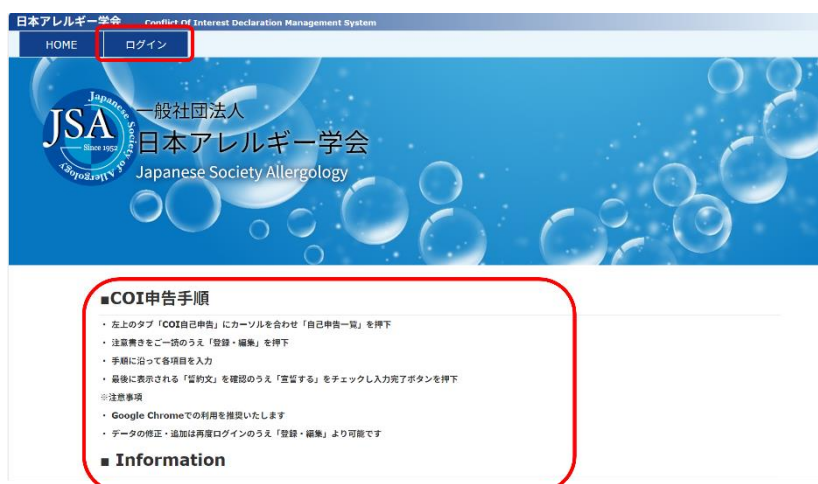 日本アレルギー学会 Conflict Of Interest Declaration Management System
HOME ログイン
Japanese Society of Allergology
JSA
Since 1952
一般社団法人
日本アレルギー学会
Japanese Society Allergology
■COI申告手順
・ 左上のタブ「COI自己申告」にカーソルを合わせ「自己申告一覧」を押下
・ 注意書きをご一読のうえ「登録・編集」を押下
・ 手順に沿って各項目を入力
・ 最後に表示される「誓約文」を確認のうえ「宣誓する」をチェックし入力完了ボタンを押下
※注意事項
・ Google Chromeでの利用を推奨いたします
・ データの修正・追加は再度ログインのうえ「登録・編集」より可能です
■ Information